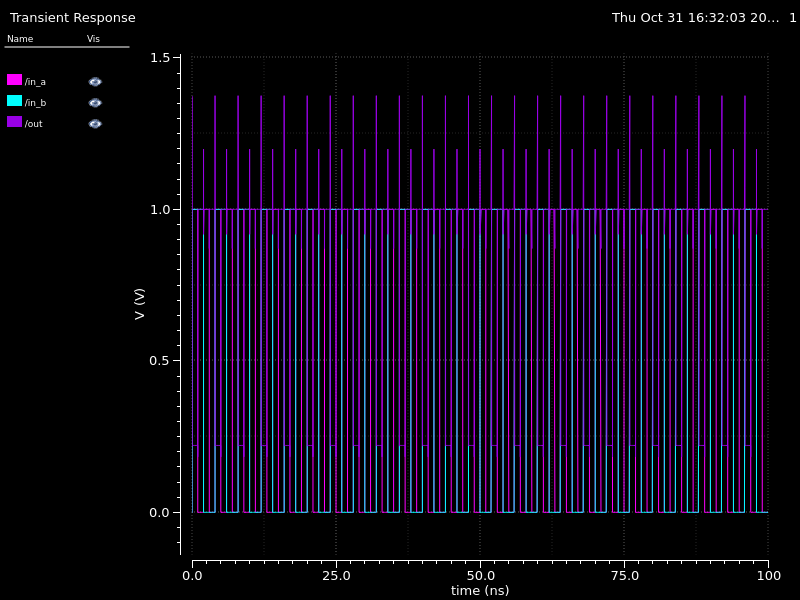 Transient Response
Thu Oct 31 16:32:03 20... 1
Name Vis
/in_a
/in_b
/out
1.5
1.0
0.5
0.0
V (V)
0.0 25.0 50.0 75.0 100
time (ns)